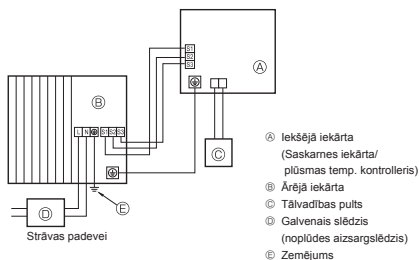 S1
S2
S3
Ⓐ
Ⓑ
L N S1 S2 S3
Ⓒ
Ⓓ
Ⓔ
Strāvas padevei
Ⓐ Iekšējā iekārta
(Saskarnes iekārta/
plūsmas temp. kontrolleris)
Ⓑ Ārējā iekārta
Ⓒ Tālvadības pults
Ⓓ Galvenais slēdzis
(noplūdes aizsargslēdzis)
Ⓔ Zemējums